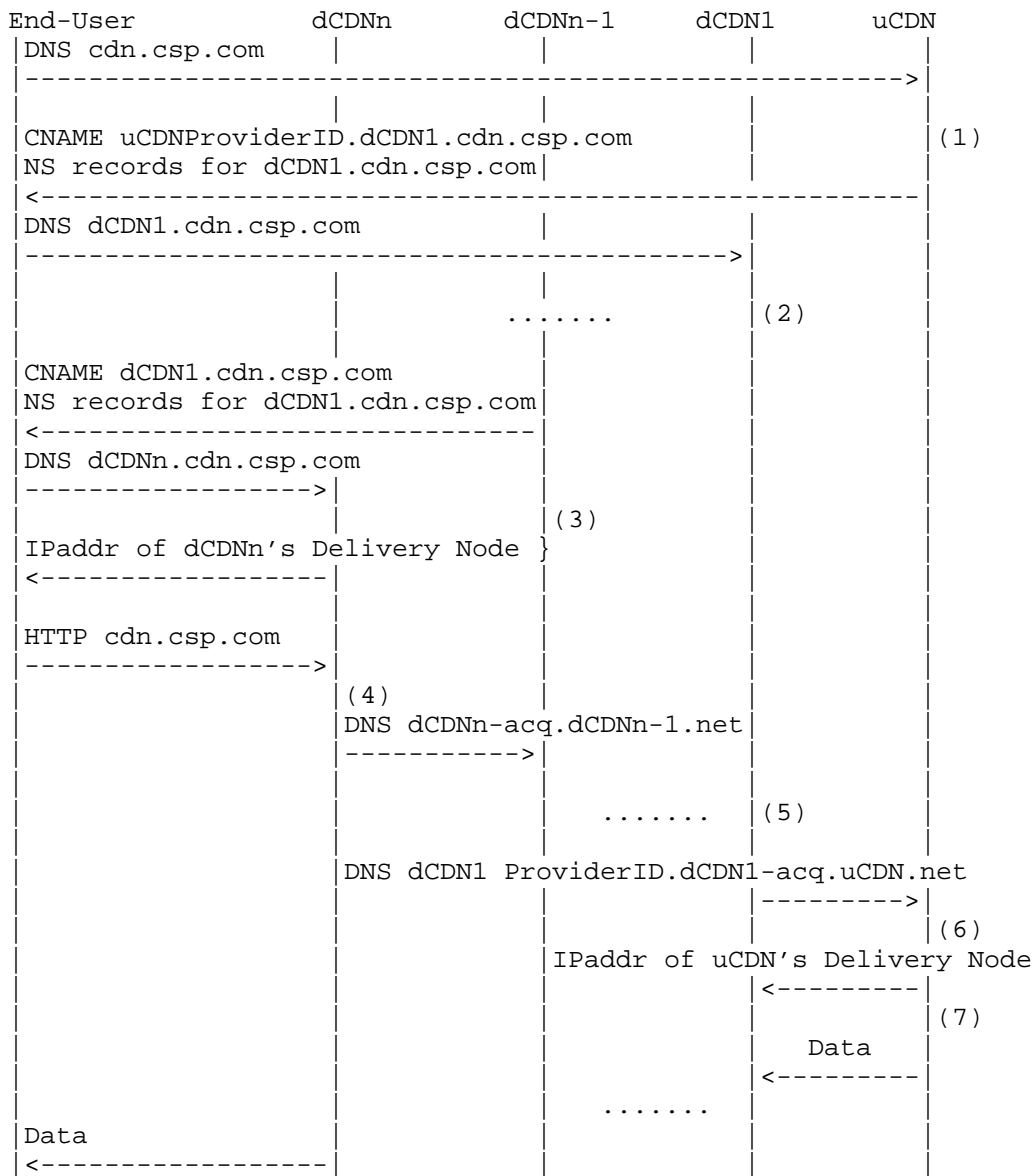 End-User dCDNn dCDNn-1 dCDN1 uCDN
DNS cdn.csp.com
CNAME uCDNProviderID.dCDN1.cdn.csp.com (1)
NS records for dCDN1.cdn.csp.com
DNS dCDN1.cdn.csp.com
....... (2)
CNAME dCDN1.cdn.csp.com
NS records for dCDN1.cdn.csp.com
DNS dCDNn.cdn.csp.com
(3)
IPaddr of dCDNn's Delivery Node }
HTTP cdn.csp.com
(4)
DNS dCDNn-acq.dCDNn-1.net
....... (5)
DNS dCDN1 ProviderID.dCDN1-acq.uCDN.net
(6)
IPaddr of uCDN's Delivery Node
(7)
Data
.......
Data